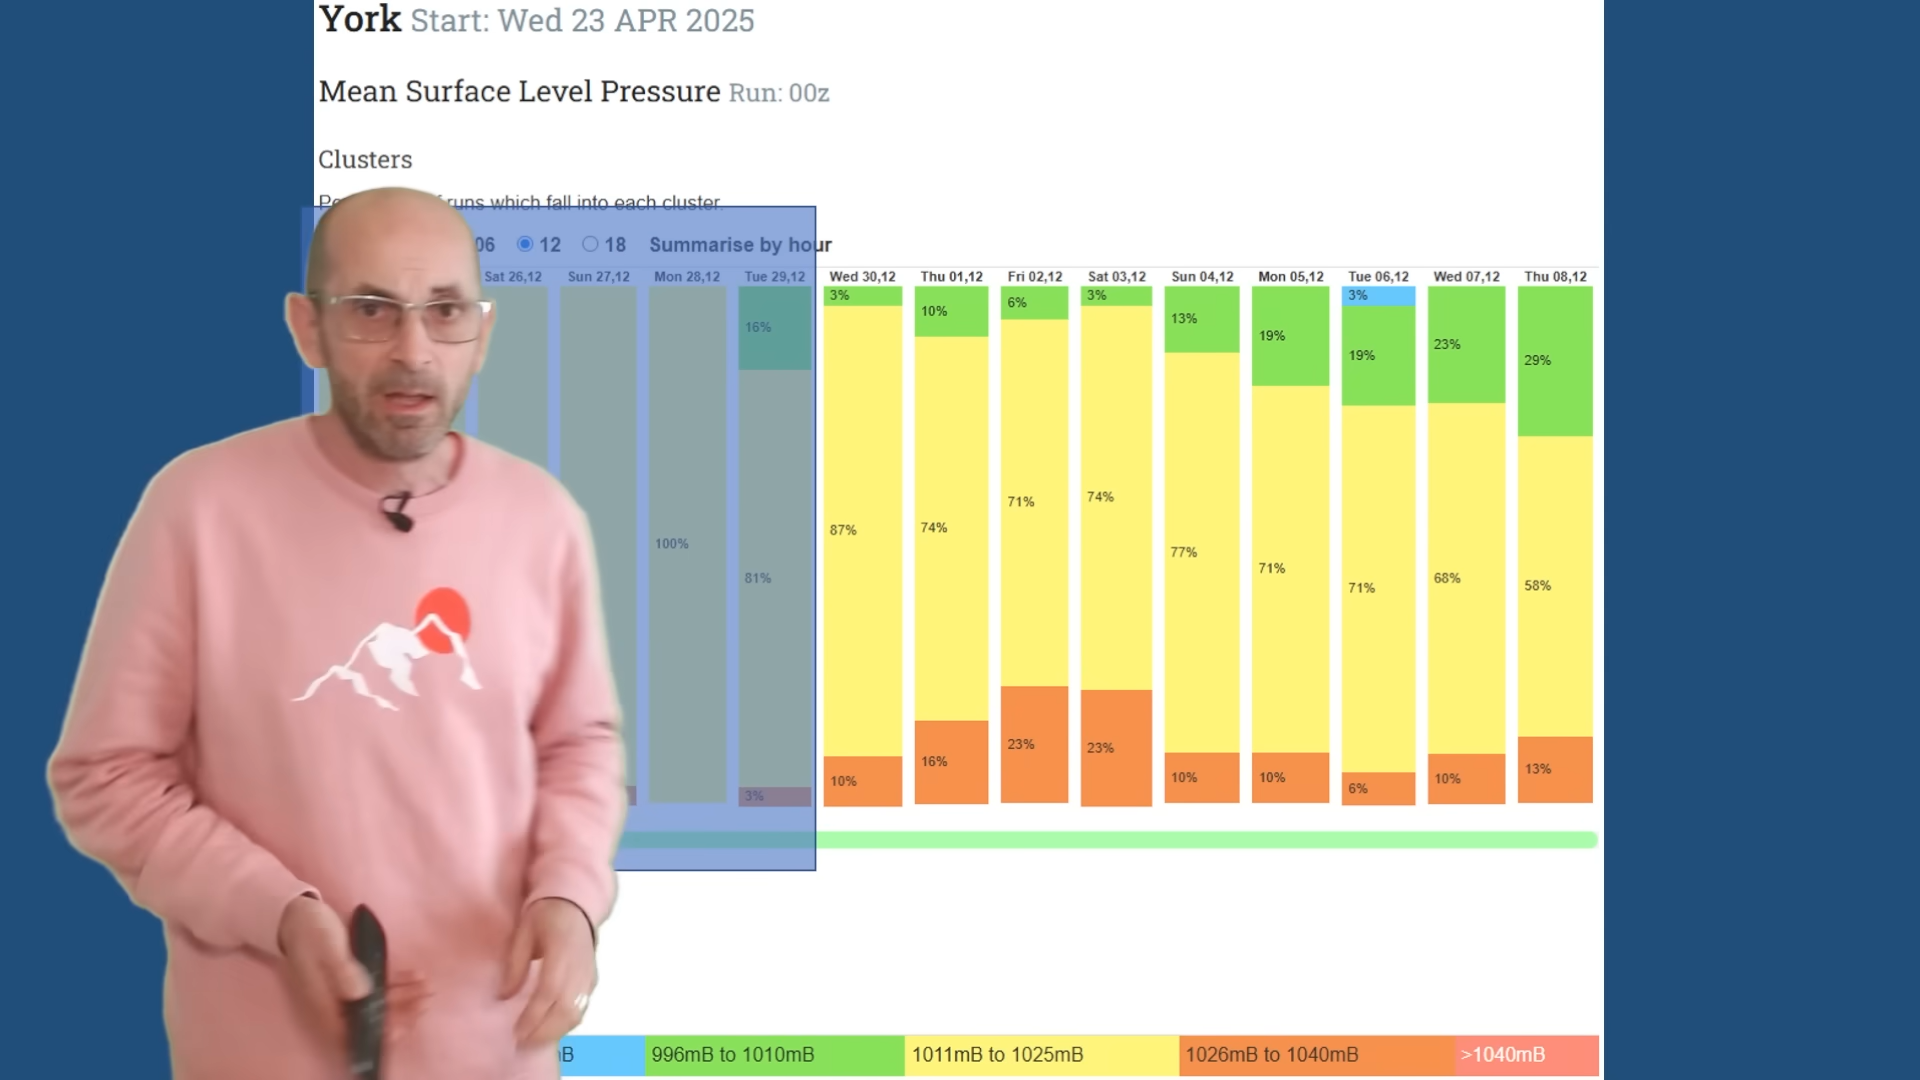 York Start: Wed 23 APR 2025
Mean Surface Level Pressure Run: 00z
Clusters
runs which fall into each cluster.
06 12 18 Summarise by hour
Sat 26,12 Sun 27,12 Mon 28,12 Tue 29,12 Wed 30,12 Thu 01,12 Fri 02,12 Sat 03,12 Sun 04,12 Mon 05,12 Tue 06,12 Wed 07,12 Thu 08,12
3% 3% 3%
6%
10%
13%
16%
19%
23%
19%
29%
74%
71%
74%
87%
100%
77%
71%
81%
68%
58%
71%
23% 23%
16%
13%
10% 10% 10% 10%
6%
3%
996mB to 1010mB 1011mB to 1025mB 1026mB to 1040mB >1040mB